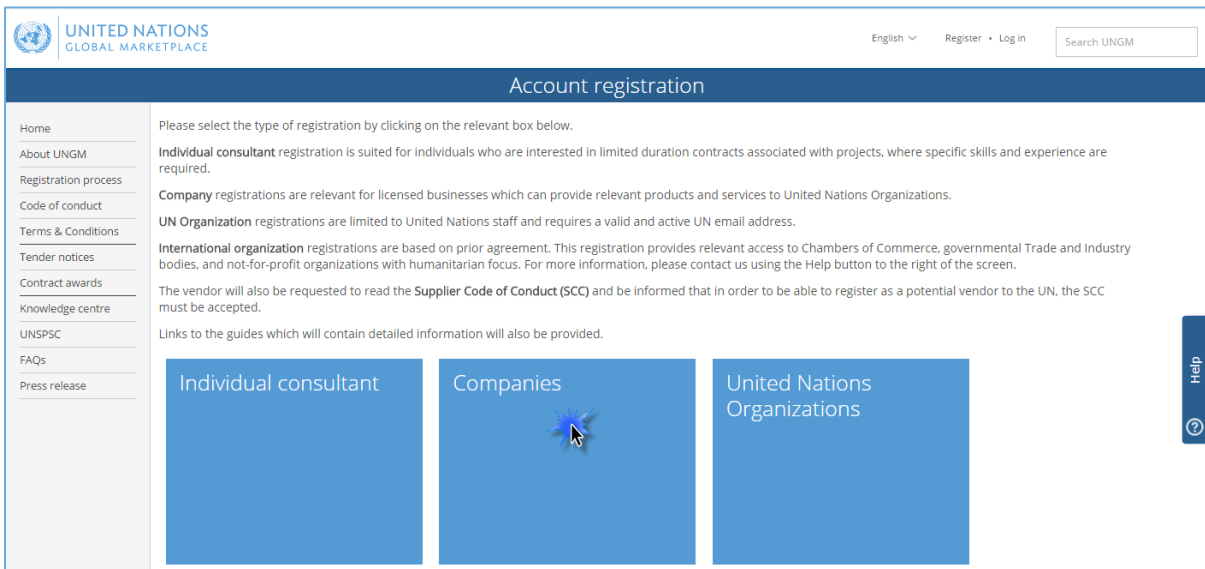 UNITED NATIONS
GLOBAL MARKETPLACE
English
Register • Log in
Search UNGM
Account registration
Home
About UNGM
Registration process
Code of conduct
Terms & Conditions
Tender notices
Contract awards
Knowledge centre
UNSPSC
FAQs
Press release
Please select the type of registration by clicking on the relevant box below.
Individual consultant registration is suited for individuals who are interested in limited duration contracts associated with projects, where specific skills and experience are
required.
Company registrations are relevant for licensed businesses which can provide relevant products and services to United Nations Organizations.
UN Organization registrations are limited to United Nations staff and requires a valid and active UN email address.
International organization registrations are based on prior agreement. This registration provides relevant access to Chambers of Commerce, governmental Trade and Industry
bodies, and not-for-profit organizations with humanitarian focus. For more information, please contact us using the Help button to the right of the screen.
The vendor will also be requested to read the Supplier Code of Conduct (SCC) and be informed that in order to be able to register as a potential vendor to the UN, the SCC
must be accepted.
Links to the guides which will contain detailed information will also be provided.
Individual consultant
Companies
United Nations
Organizations
Help
?